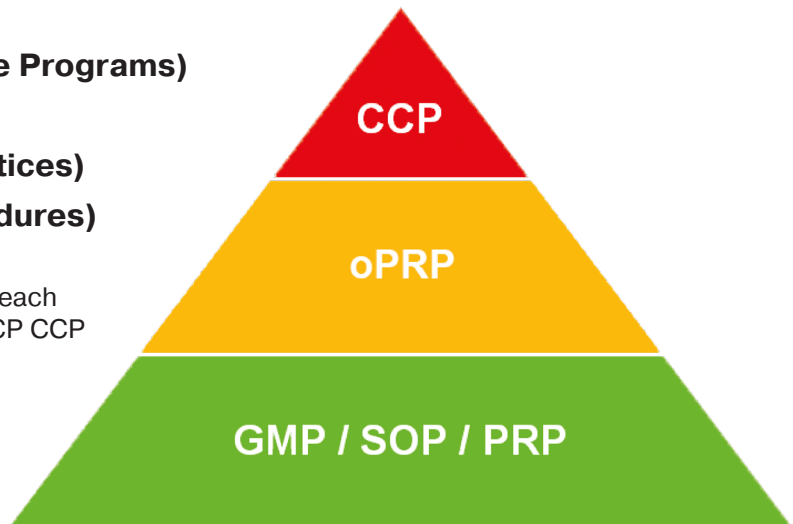 e Programs)
tices)
dures)
each
CP CCP
CCP
oPRP
GMP / SOP / PRP